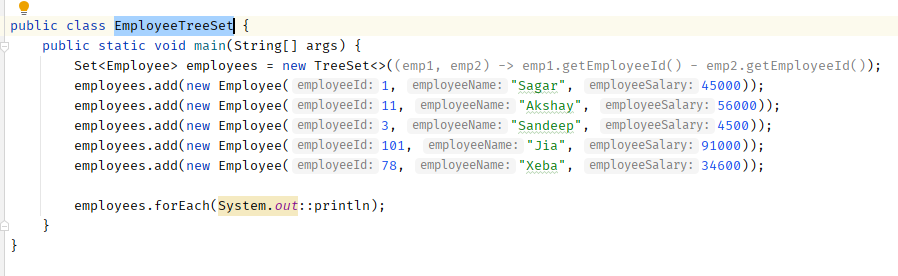 public class EmployeeTreeSet {
    public static void main(String[] args) {
        Set<Employee> employees = new TreeSet<>((emp1, emp2) -> emp1.getEmployeeId() - emp2.getEmployeeId());
        employees.add(new Employee( employeeId: 1, employeeName: "Sagar", employeeSalary: 45000));
        employees.add(new Employee( employeeId: 11, employeeName: "Akshay", employeeSalary: 56000));
        employees.add(new Employee( employeeId: 3, employeeName: "Sandeep", employeeSalary: 4500));
        employees.add(new Employee( employeeId: 101, employeeName: "Jia", employeeSalary: 91000));
        employees.add(new Employee( employeeId: 78, employeeName: "Xeba", employeeSalary: 34600));

        employees.forEach(System.out::println);
    }
}